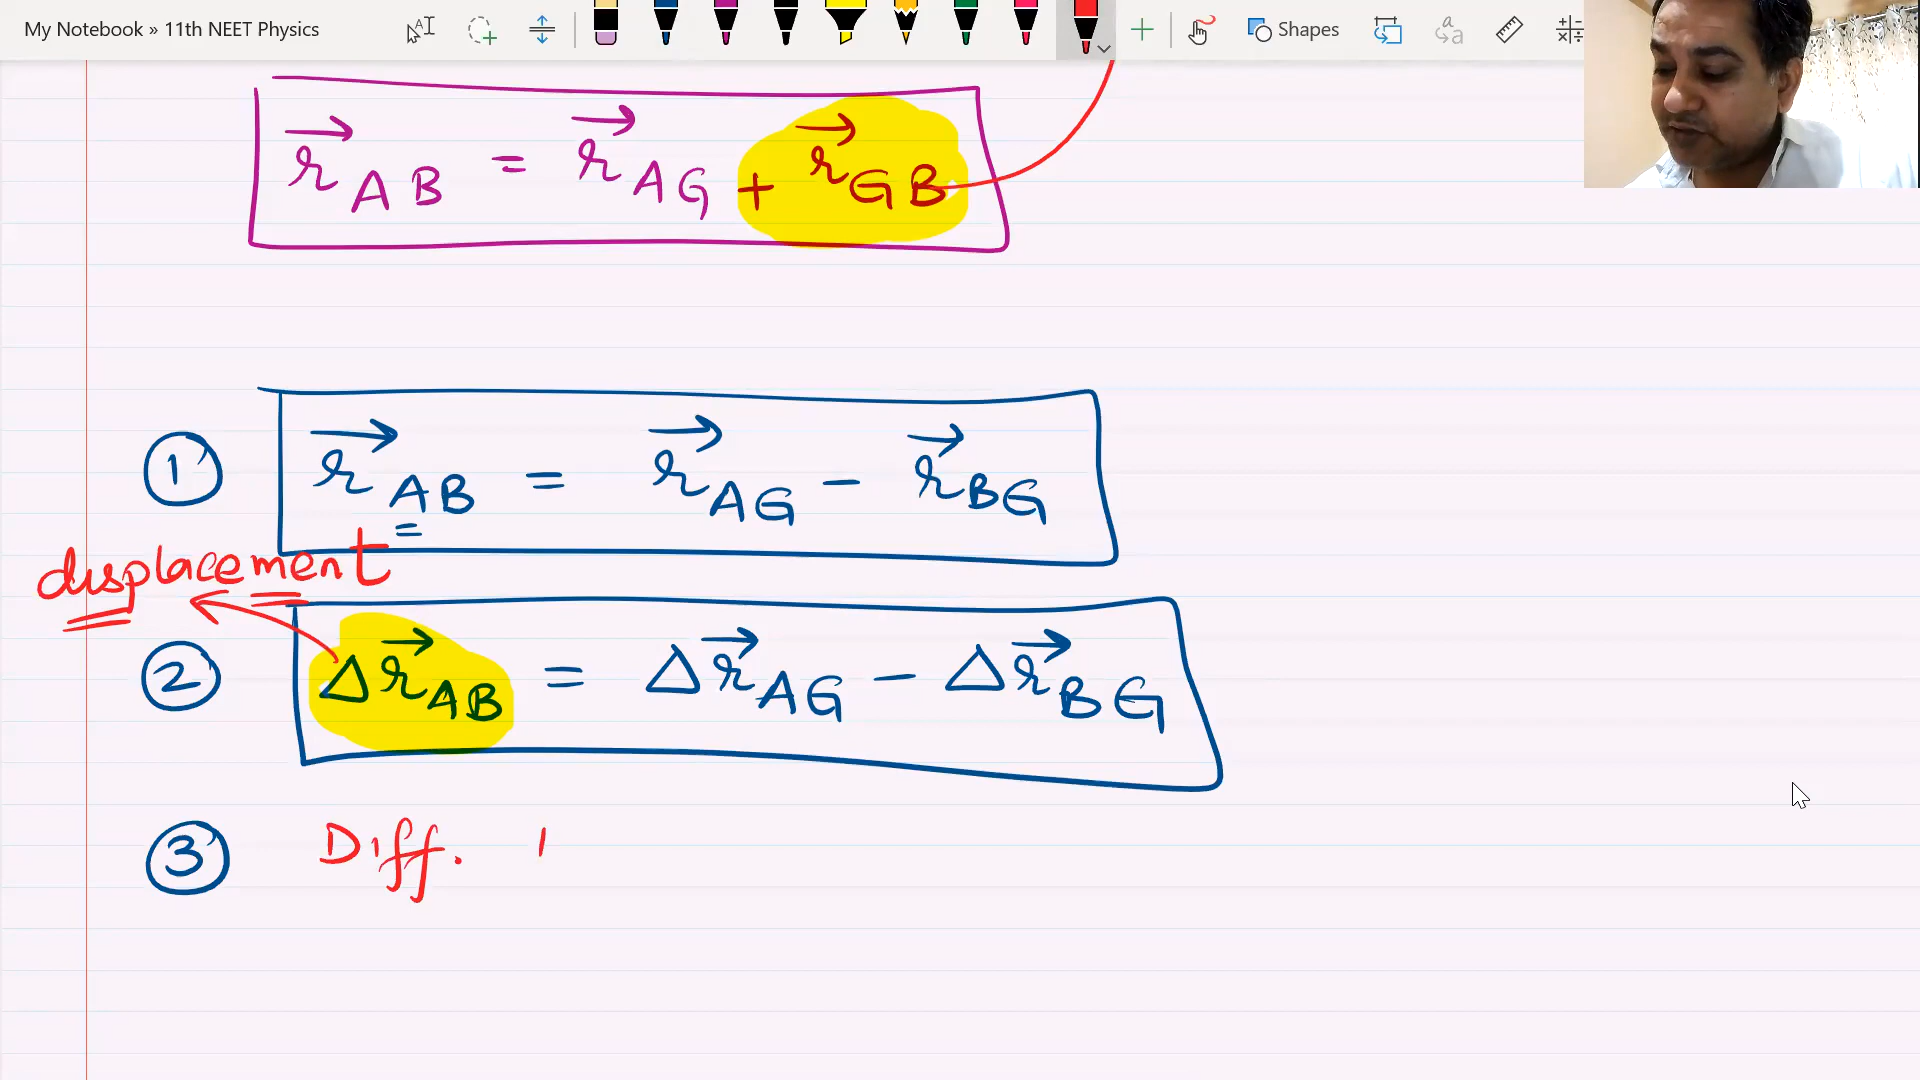 My Notebook » 11th NEET Physics
Shapes
r⃗AB = r⃗AG + r⃗GB
① r⃗AB = r⃗AG − r⃗BG
displacement
② Δr⃗AB = Δr⃗AG − Δr⃗BG
③ Diff. I